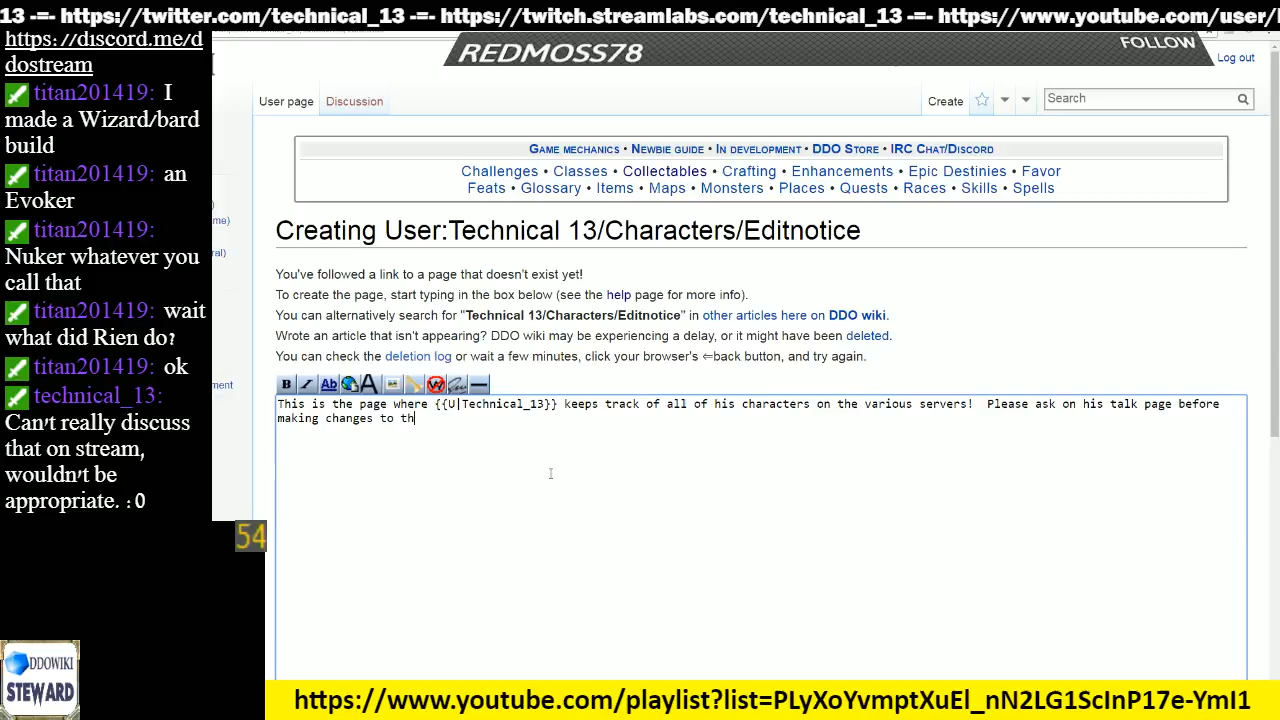 13 -=- https://twitter.com/technical_13 -=- https://twitch.streamlabs.com/technical_13 -=- https://www.youtube.com/user/
https://discord.me/d
dostream
titan201419: I
made a Wizard/bard
build
titan201419: an
Evoker
titan201419:
Nuker whatever you
call that
titan201419: wait
what did Rien do?
titan201419: ok
technical_13:
Can't really discuss
that on stream,
wouldn't be
appropriate. :0
54
DDOWIKI
STEWARD
REDMOSS78
FOLLOW
Log out
User page
Discussion
Create
Search
Game mechanics • Newbie guide • In development • DDO Store • IRC Chat/Discord
Challenges • Classes • Collectables • Crafting • Enhancements • Epic Destinies • Favor
Feats • Glossary • Items • Maps • Monsters • Places • Quests • Races • Skills • Spells
me)
ral)
ment
Creating User:Technical 13/Characters/Editnotice
You've followed a link to a page that doesn't exist yet!
To create the page, start typing in the box below (see the help page for more info).
You can alternatively search for "Technical 13/Characters/Editnotice" in other articles here on DDO wiki.
Wrote an article that isn't appearing? DDO wiki may be experiencing a delay, or it might have been deleted.
You can check the deletion log or wait a few minutes, click your browser's ⇐back button, and try again.
B I Ab A W
This is the page where {{U|Technical_13}} keeps track of all of his characters on the various servers!  Please ask on his talk page before
making changes to th
https://www.youtube.com/playlist?list=PLyXoYvmptXuEl_nN2LG1ScInP17e-YmI1